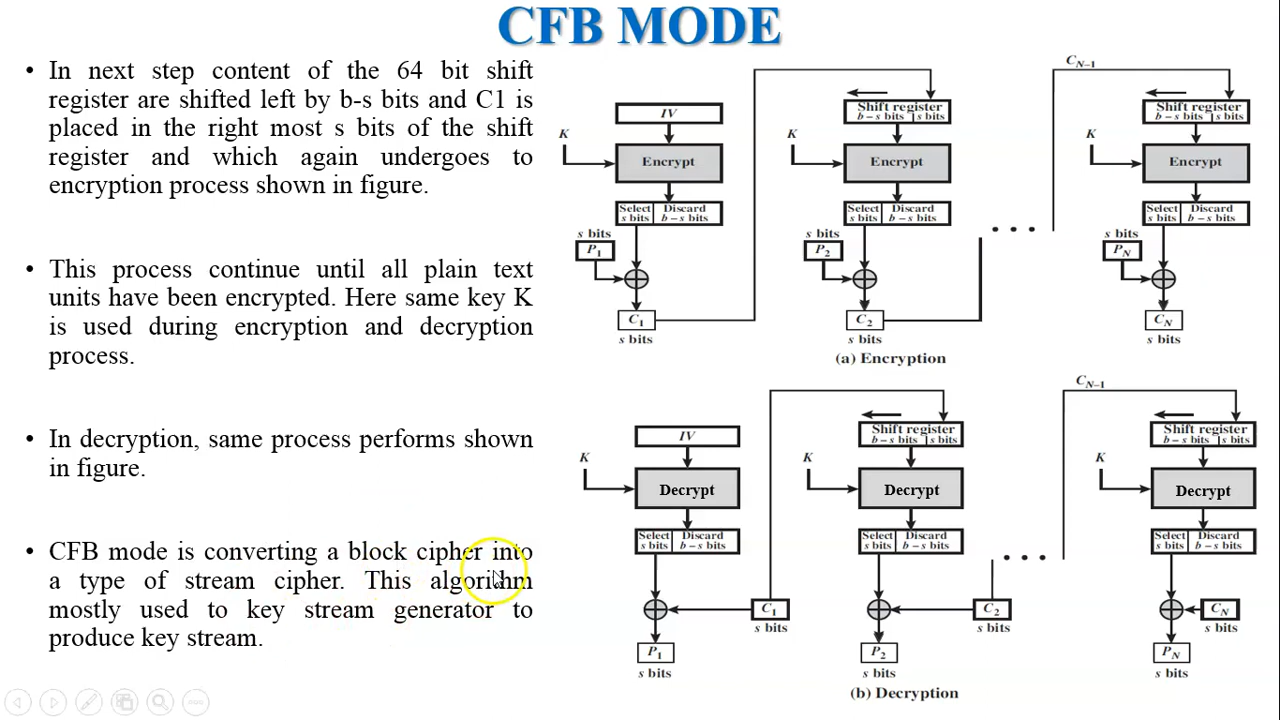 CFB MODE
• In next step content of the 64 bit shift
register are shifted left by b-s bits and C1 is
placed in the right most s bits of the shift
register and which again undergoes to
encryption process shown in figure.
• This process continue until all plain text
units have been encrypted. Here same key K
is used during encryption and decryption
process.
• In decryption, same process performs shown
in figure.
• CFB mode is converting a block cipher into
a type of stream cipher. This algorithm
mostly used to key stream generator to
produce key stream.
C_{N-1}
IV
Shift register
b – s bits | s bits
Shift register
b – s bits | s bits
K
K
K
Encrypt
Encrypt
Encrypt
Select
s bits
Discard
b – s bits
Select
s bits
Discard
b – s bits
Select
s bits
Discard
b – s bits
s bits
P₁
s bits
P₂
s bits
P_N
C₁
s bits
C₂
s bits
C_N
s bits
(a) Encryption
C_{N-1}
IV
Shift register
b – s bits | s bits
Shift register
b – s bits | s bits
K
K
K
Decrypt
Decrypt
Decrypt
Select
s bits
Discard
b – s bits
Select
s bits
Discard
b – s bits
Select
s bits
Discard
b – s bits
C₁
s bits
C₂
s bits
C_N
s bits
P₁
s bits
P₂
s bits
P_N
s bits
(b) Decryption